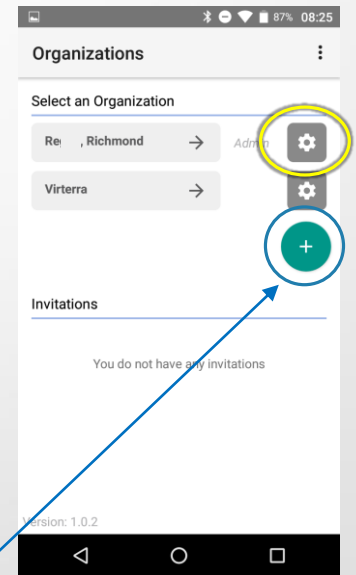 87% 08:25
Organizations
Select an Organization
, Richmond
Admin
Virterra
+
Invitations
You do not have any invitations
Version: 1.0.2